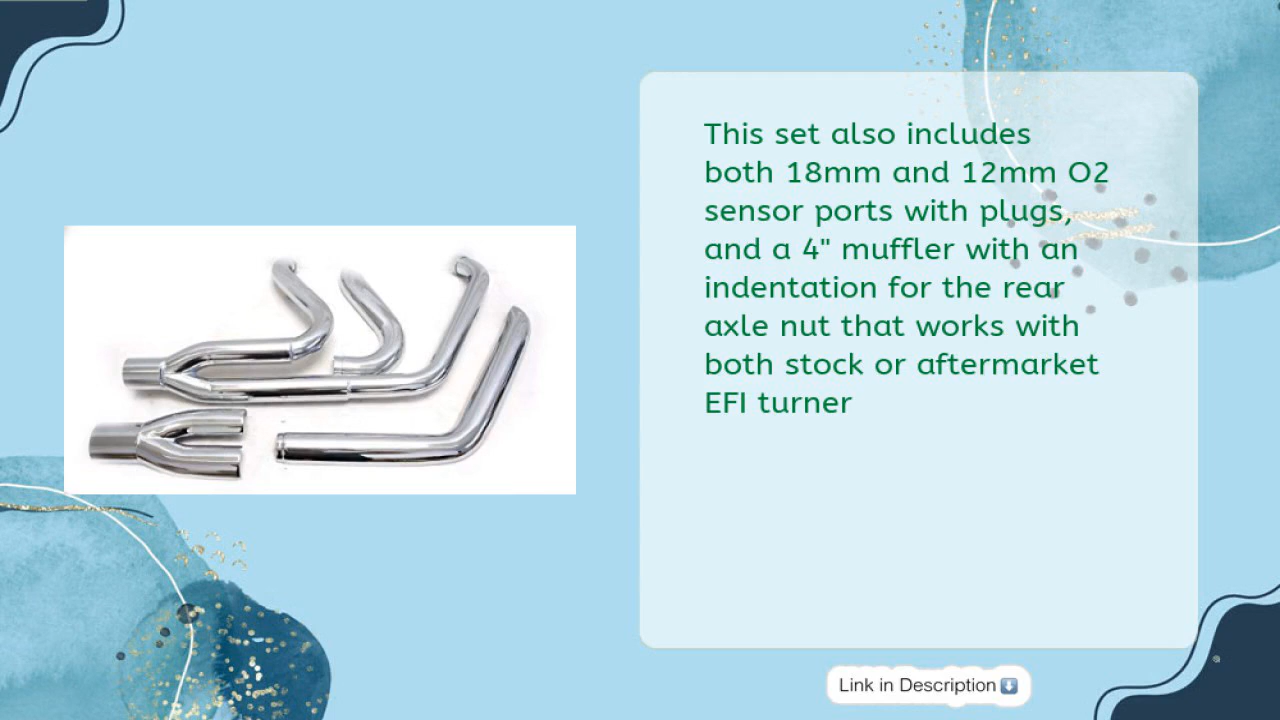 This set also includes
both 18mm and 12mm O2
sensor ports with plugs,
and a 4" muffler with an
indentation for the rear
axle nut that works with
both stock or aftermarket
EFI turner
Link in Description